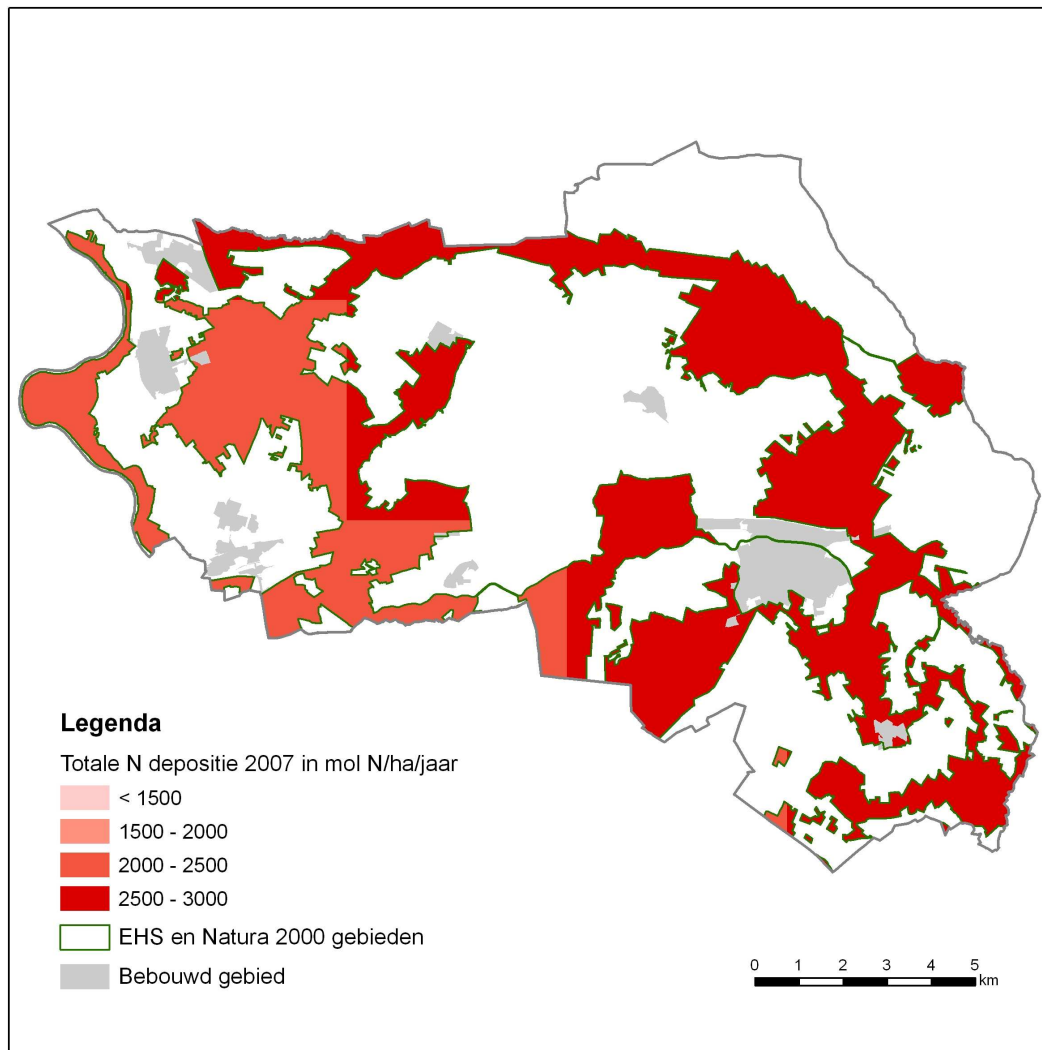 Legenda
Totale N depositie 2007 in mol N/ha/jaar
< 1500
1500 - 2000
2000 - 2500
2500 - 3000
EHS en Natura 2000 gebieden
Bebouwd gebied
0 1 2 3 4 5
km